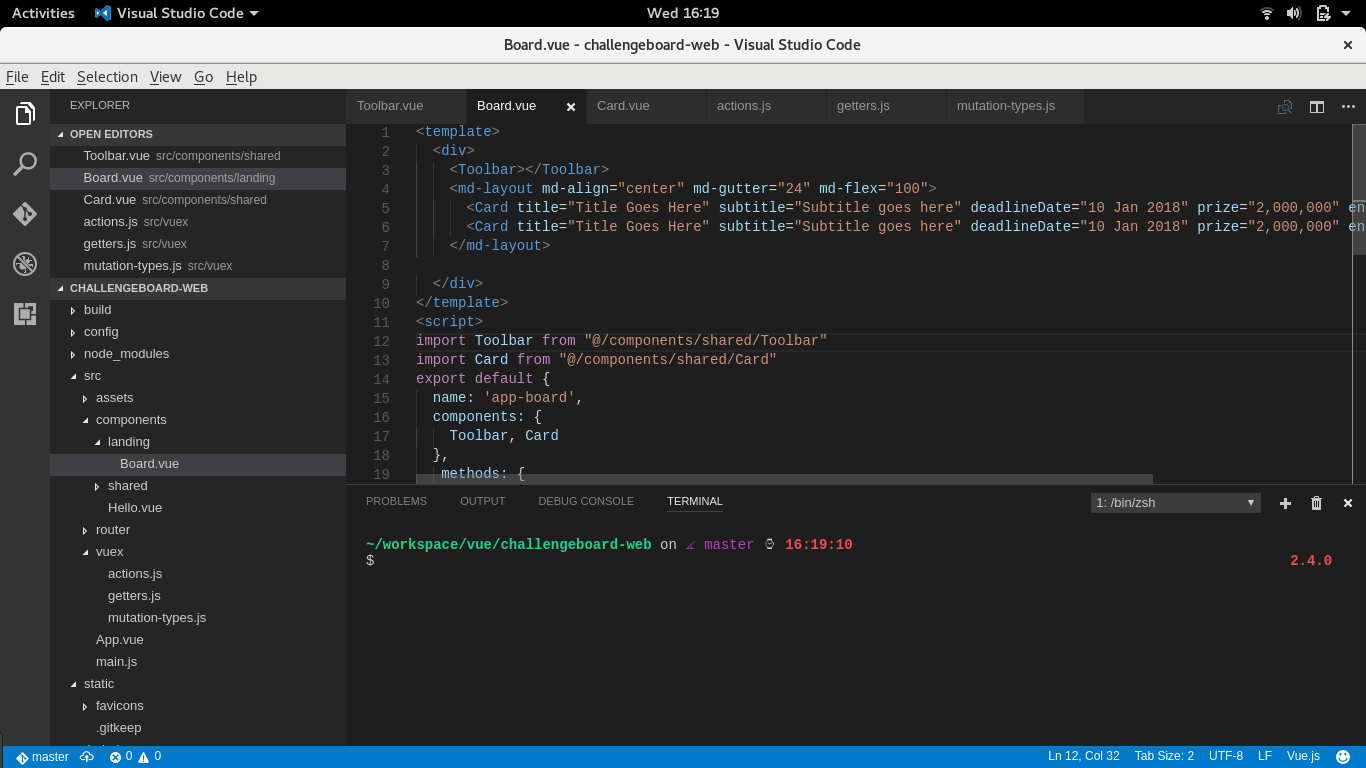 Activities Visual Studio Code Wed 16:19
Board.vue - challengeboard-web - Visual Studio Code
File Edit Selection View Go Help
EXPLORER
OPEN EDITORS
Toolbar.vue src/components/shared
Board.vue src/components/landing
Card.vue src/components/shared
actions.js src/vuex
getters.js src/vuex
mutation-types.js src/vuex
CHALLENGEBOARD-WEB
build
config
node_modules
src
assets
components
landing
Board.vue
shared
Hello.vue
router
vuex
actions.js
getters.js
mutation-types.js
App.vue
main.js
static
favicons
.gitkeep
Toolbar.vue Board.vue Card.vue actions.js getters.js mutation-types.js
1 <template>
2 <div>
3 <Toolbar></Toolbar>
4 <md-layout md-align="center" md-gutter="24" md-flex="100">
5 <Card title="Title Goes Here" subtitle="Subtitle goes here" deadlineDate="10 Jan 2018" prize="2,000,000" en
6 <Card title="Title Goes Here" subtitle="Subtitle goes here" deadlineDate="10 Jan 2018" prize="2,000,000" en
7 </md-layout>
8
9 </div>
10 </template>
11 <script>
12 import Toolbar from "@/components/shared/Toolbar"
13 import Card from "@/components/shared/Card"
14 export default {
15 name: 'app-board',
16 components: {
17 Toolbar, Card
18 },
19 methods: {
PROBLEMS OUTPUT DEBUG CONSOLE TERMINAL 1: /bin/zsh
~/workspace/vue/challengeboard-web on master ⌚ 16:19:10
$ 2.4.0
master 0 0 Ln 12, Col 32 Tab Size: 2 UTF-8 LF Vue.js